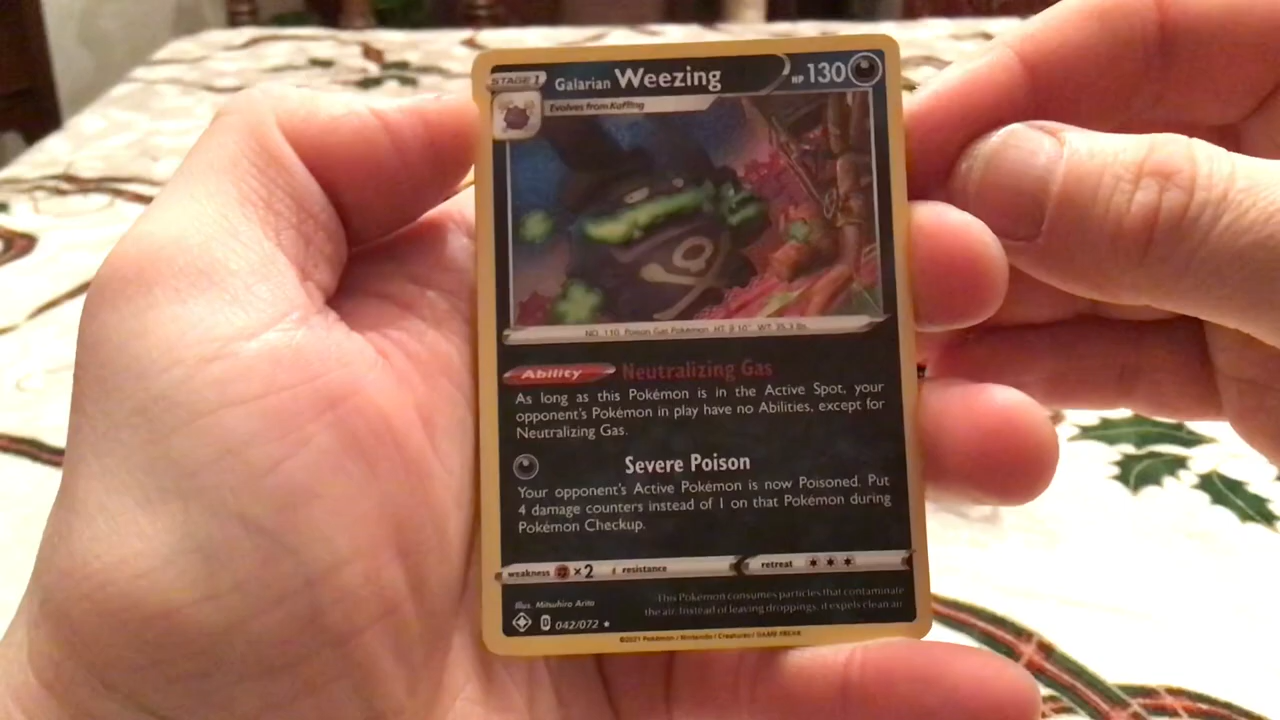 STAGE 1 Galarian Weezing HP 130
Evolves from Koffing
NO. 110 Poison Gas Pokémon HT: 9'10" WT: 35.3 lbs.
Ability Neutralizing Gas
As long as this Pokémon is in the Active Spot, your
opponent's Pokémon in play have no Abilities, except for
Neutralizing Gas.
Severe Poison
Your opponent's Active Pokémon is now Poisoned. Put
4 damage counters instead of 1 on that Pokémon during
Pokémon Checkup.
weakness ×2 resistance retreat
Illus. Mitsuhiro Arita
This Pokémon consumes particles that contaminate
the air. Instead of leaving droppings, it expels clean air.
042/072
©2021 Pokémon / Nintendo / Creatures / GAME FREAK